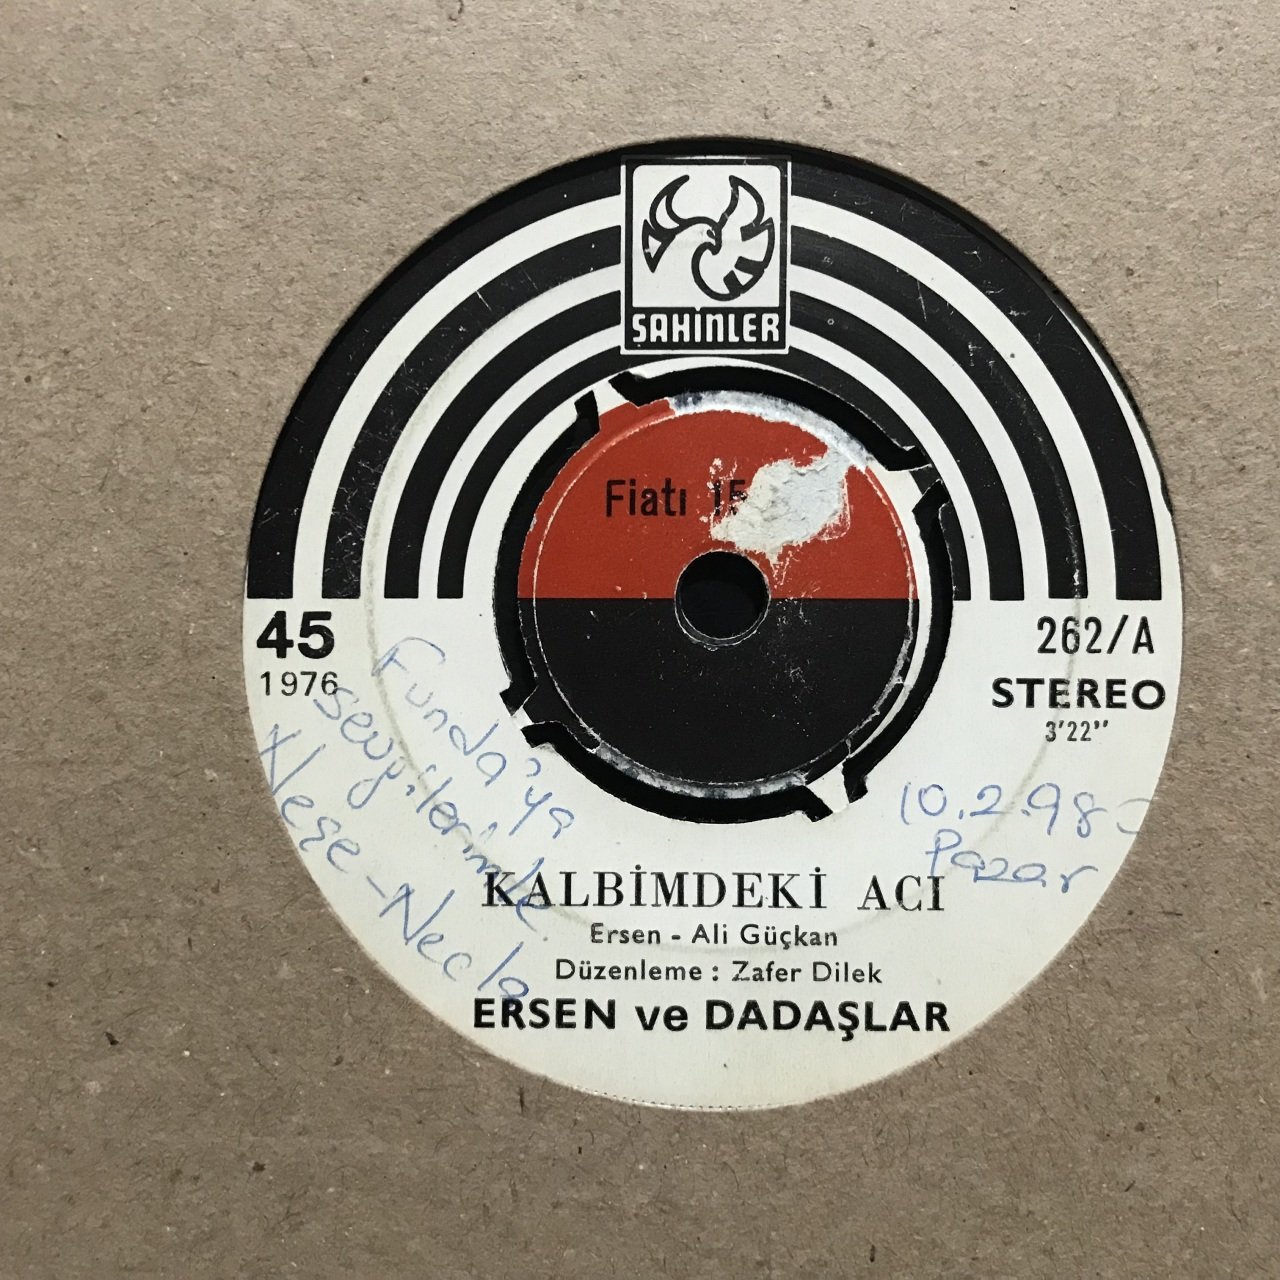 ŞAHİNLER
Fiatı 15
45
1976
262/A
STEREO
3'22''
Funda'ya
sevgilerimle
Neşe-Necla
10.2.98
Pazar
KALBİMDEKİ ACI
Ersen - Ali Güçkan
Düzenleme : Zafer Dilek
ERSEN ve DADAŞLAR